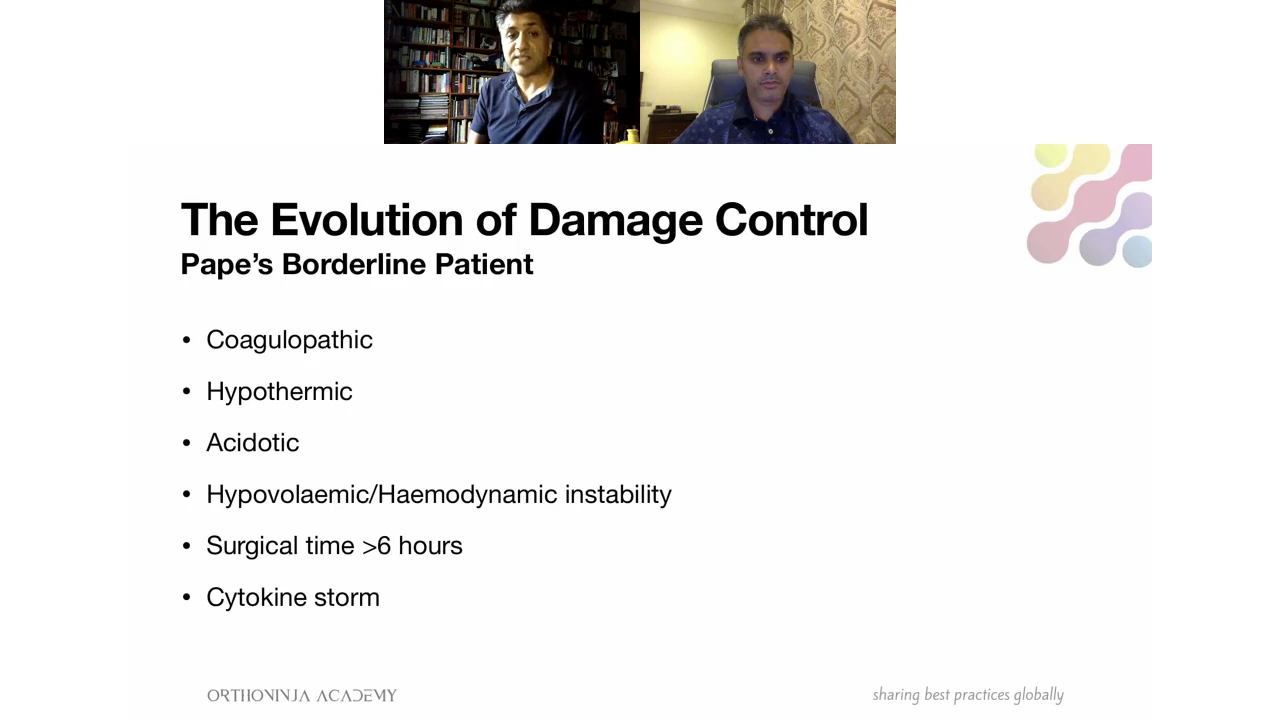 The Evolution of Damage Control
Pape’s Borderline Patient
• Coagulopathic
• Hypothermic
• Acidotic
• Hypovolaemic/Haemodynamic instability
• Surgical time >6 hours
• Cytokine storm
ORTHONINJA ACADEMY
sharing best practices globally